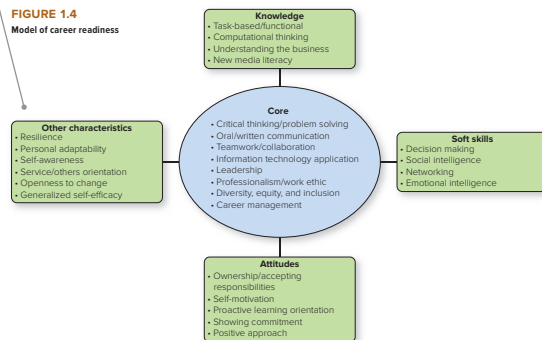 FIGURE 1.4
Model of career readiness
Knowledge
• Task-based/functional
• Computational thinking
• Understanding the business
• New media literacy
Core
• Critical thinking/problem solving
• Oral/written communication
• Teamwork/collaboration
• Information technology application
• Leadership
• Professionalism/work ethic
• Diversity, equity, and inclusion
• Career management
Other characteristics
• Resilience
• Personal adaptability
• Self-awareness
• Service/others orientation
• Openness to change
• Generalized self-efficacy
Soft skills
• Decision making
• Social intelligence
• Networking
• Emotional intelligence
Attitudes
• Ownership/accepting
responsibilities
• Self-motivation
• Proactive learning orientation
• Showing commitment
• Positive approach